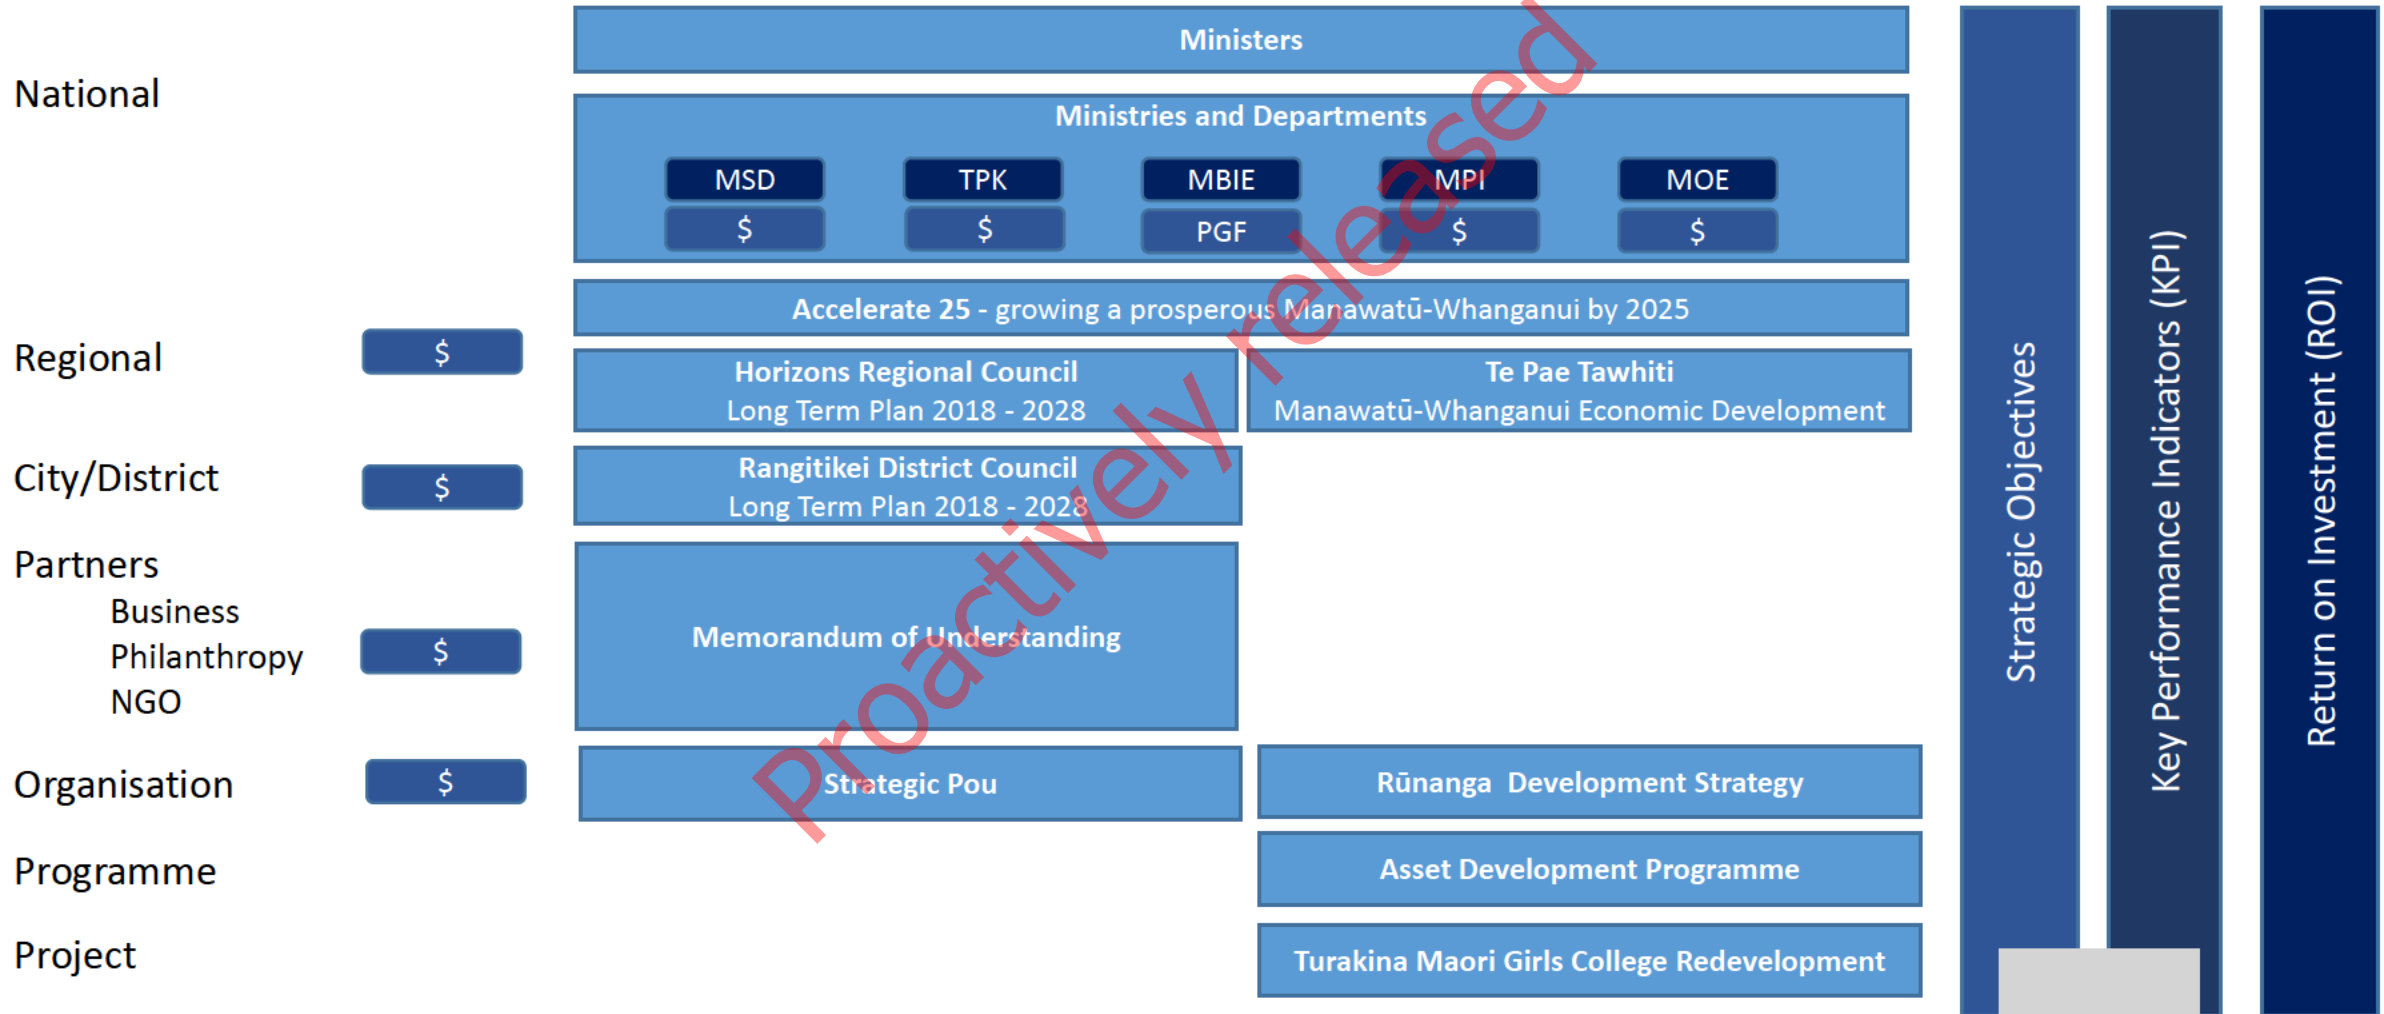 National
Ministers
Ministries and Departments
MSD
TPK
MBIE
MPI
MOE
$
$
PGF
$
$
Accelerate 25 - growing a prosperous Manawatū-Whanganui by 2025
Regional
$
Horizons Regional Council
Long Term Plan 2018 - 2028
Te Pae Tawhiti
Manawatū-Whanganui Economic Development
City/District
$
Rangitikei District Council
Long Term Plan 2018 - 2028
Partners
Business
Philanthropy
NGO
$
Memorandum of Understanding
Organisation
$
Strategic Pou
Rūnanga  Development Strategy
Programme
Asset Development Programme
Project
Turakina Maori Girls College Redevelopment
Strategic Objectives
Key Performance Indicators (KPI)
Return on Investment (ROI)
Proactively released